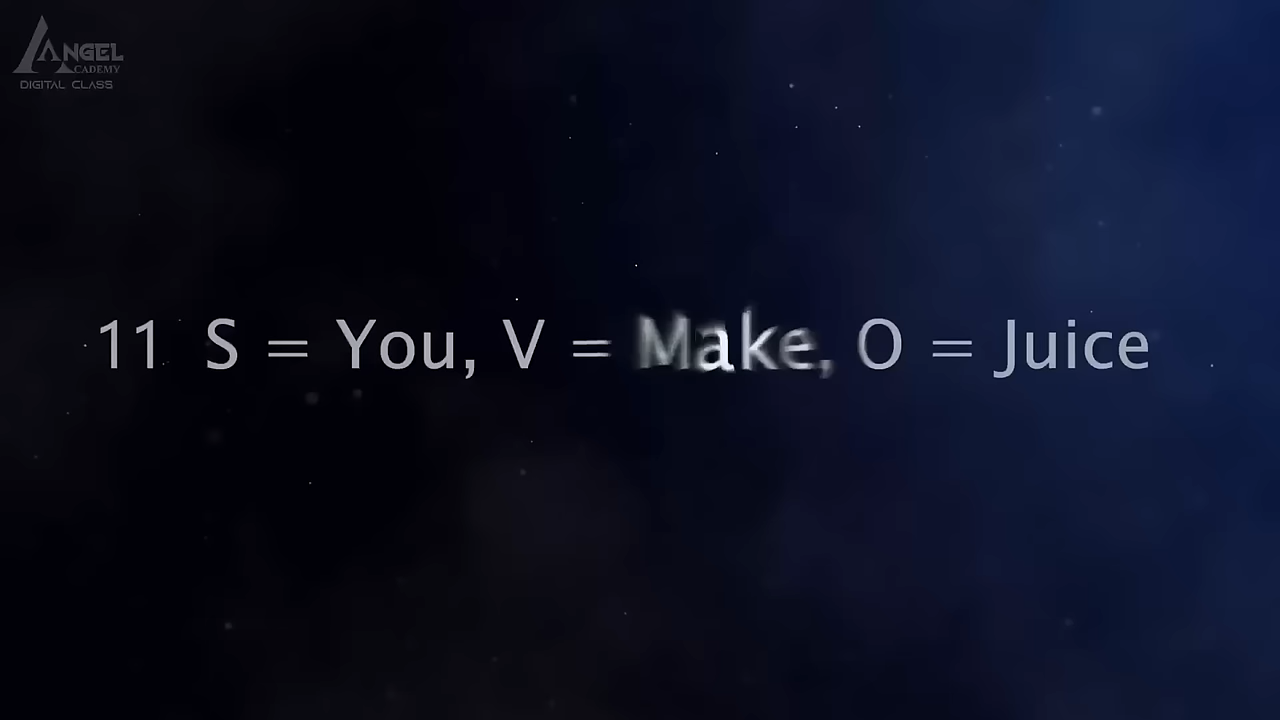 ANGEL
ACADEMY
DIGITAL CLASS
11 S = You, V = Make, O = Juice